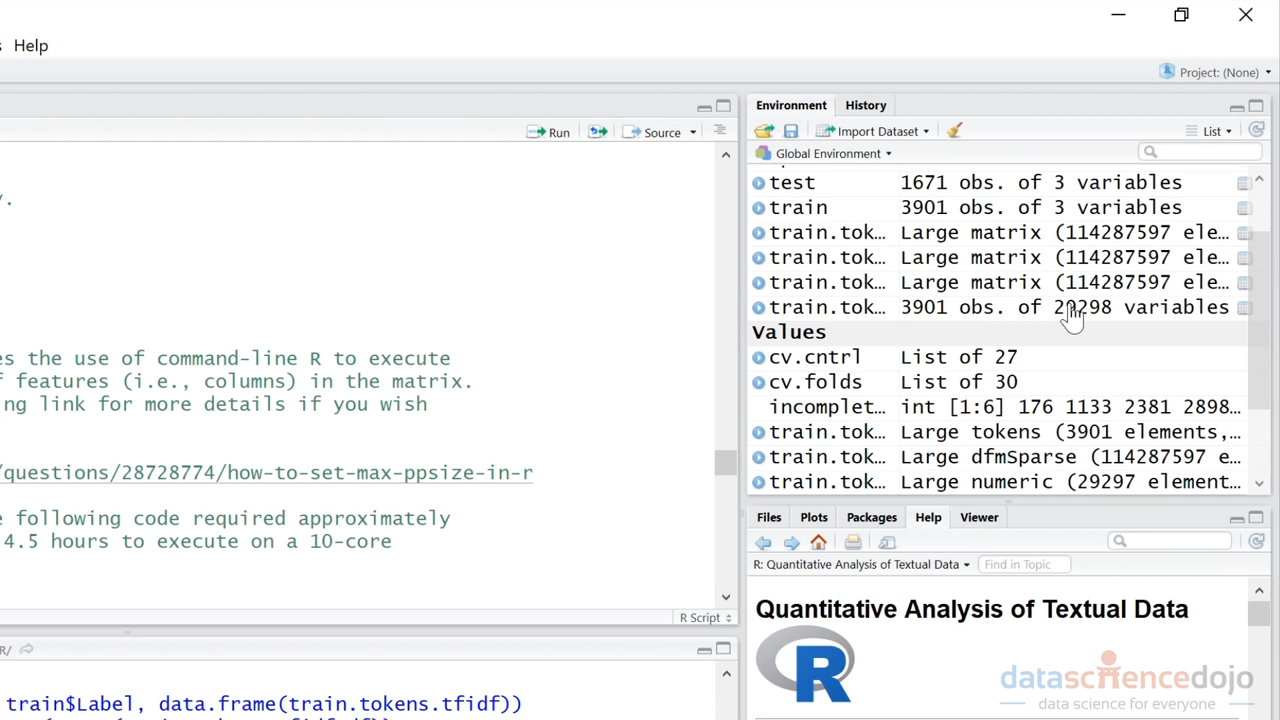 s Help
Project: (None)
Run
Source
y.
es the use of command-line R to execute
f features (i.e., columns) in the matrix.
ng link for more details if you wish
/questions/28728774/how-to-set-max-ppsize-in-r
e following code required approximately
4.5 hours to execute on a 10-core
R Script
R/
train$Label, data.frame(train.tokens.tfidf))
Environment History
Import Dataset List
Global Environment
test 1671 obs. of 3 variables
train 3901 obs. of 3 variables
train.tok… Large matrix (114287597 ele…
train.tok… Large matrix (114287597 ele…
train.tok… Large matrix (114287597 ele…
train.tok… 3901 obs. of 29298 variables
Values
cv.cntrl List of 27
cv.folds List of 30
incomplet… int [1:6] 176 1133 2381 2898…
train.tok… Large tokens (3901 elements,…
train.tok… Large dfmSparse (114287597 e…
train.tok… Large numeric (29297 element…
Files Plots Packages Help Viewer
R: Quantitative Analysis of Textual Data Find in Topic
Quantitative Analysis of Textual Data
R
datasciencedojo
data science for everyone